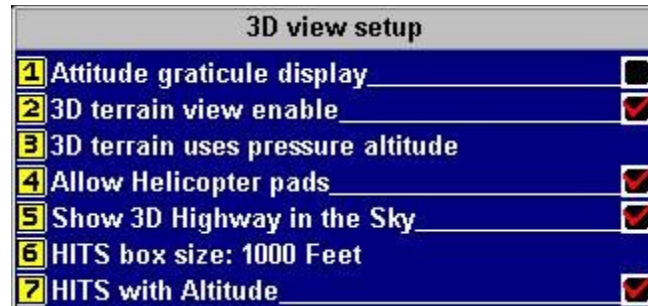 3D view setup
1 Attitude graticule display
2 3D terrain view enable
3 3D terrain uses pressure altitude
4 Allow Helicopter pads
5 Show 3D Highway in the Sky
6 HITS box size: 1000 Feet
7 HITS with Altitude